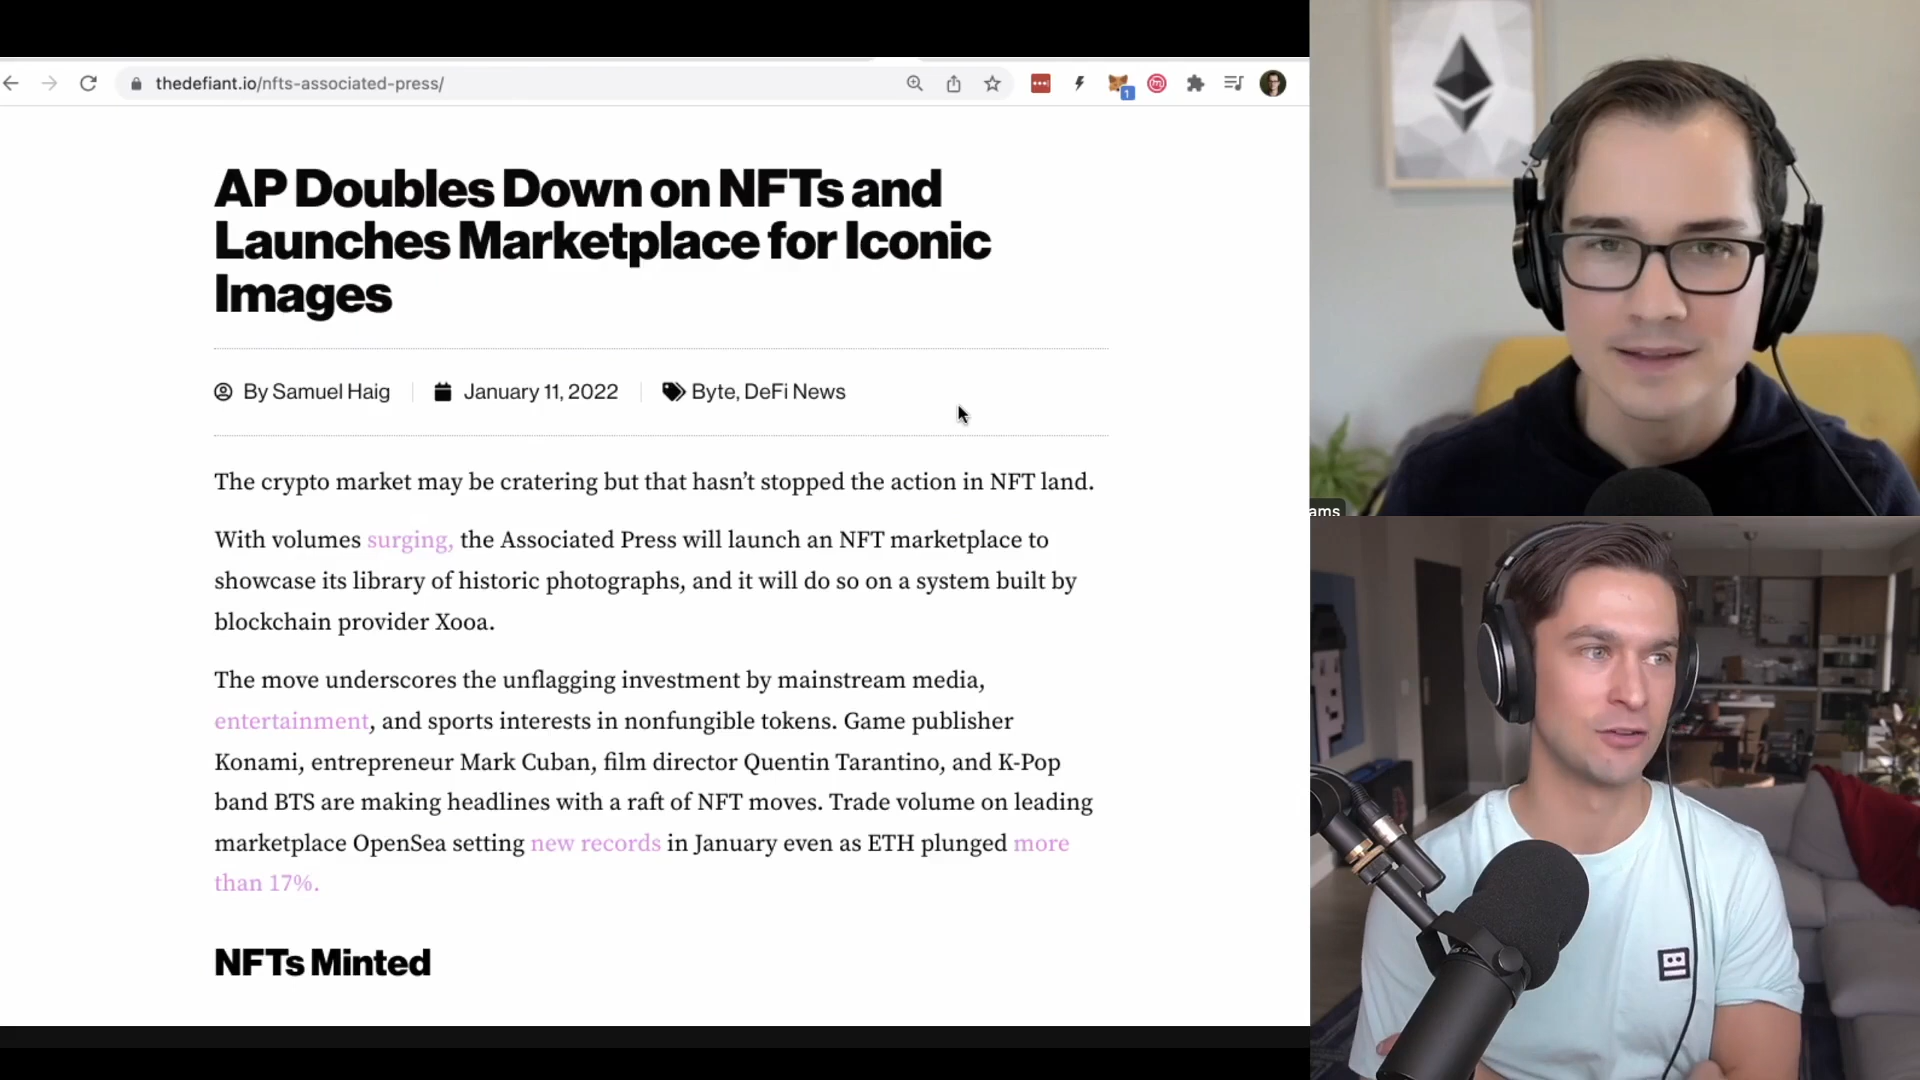 thedefiant.io/nfts-associated-press/
1
AP Doubles Down on NFTs and
Launches Marketplace for Iconic
Images
By Samuel Haig
January 11, 2022
Byte, DeFi News
The crypto market may be cratering but that hasn’t stopped the action in NFT land.
With volumes surging, the Associated Press will launch an NFT marketplace to
showcase its library of historic photographs, and it will do so on a system built by
blockchain provider Xooa.
The move underscores the unflagging investment by mainstream media,
entertainment, and sports interests in nonfungible tokens. Game publisher
Konami, entrepreneur Mark Cuban, film director Quentin Tarantino, and K-Pop
band BTS are making headlines with a raft of NFT moves. Trade volume on leading
marketplace OpenSea setting new records in January even as ETH plunged more
than 17%.
NFTs Minted
ams